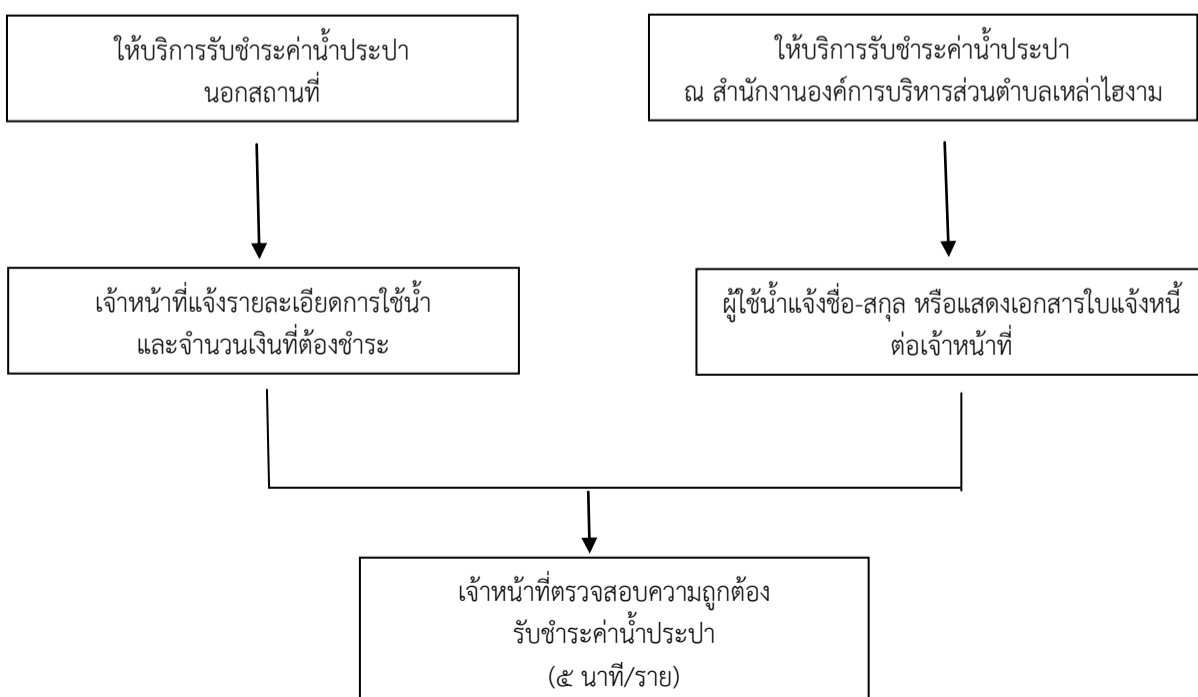 ให้บริการรับชำระค่าน้ำประปา
นอกสถานที่
ให้บริการรับชำระค่าน้ำประปา
ณ สำนักงานองค์การบริหารส่วนตำบลเหล่าไฮงาม
เจ้าหน้าที่แจ้งรายละเอียดการใช้น้ำ
และจำนวนเงินที่ต้องชำระ
ผู้ใช้น้ำแจ้งชื่อ-สกุล หรือแสดงเอกสารใบแจ้งหนี้
ต่อเจ้าหน้าที่
เจ้าหน้าที่ตรวจสอบความถูกต้อง
รับชำระค่าน้ำประปา
(๕ นาที/ราย)